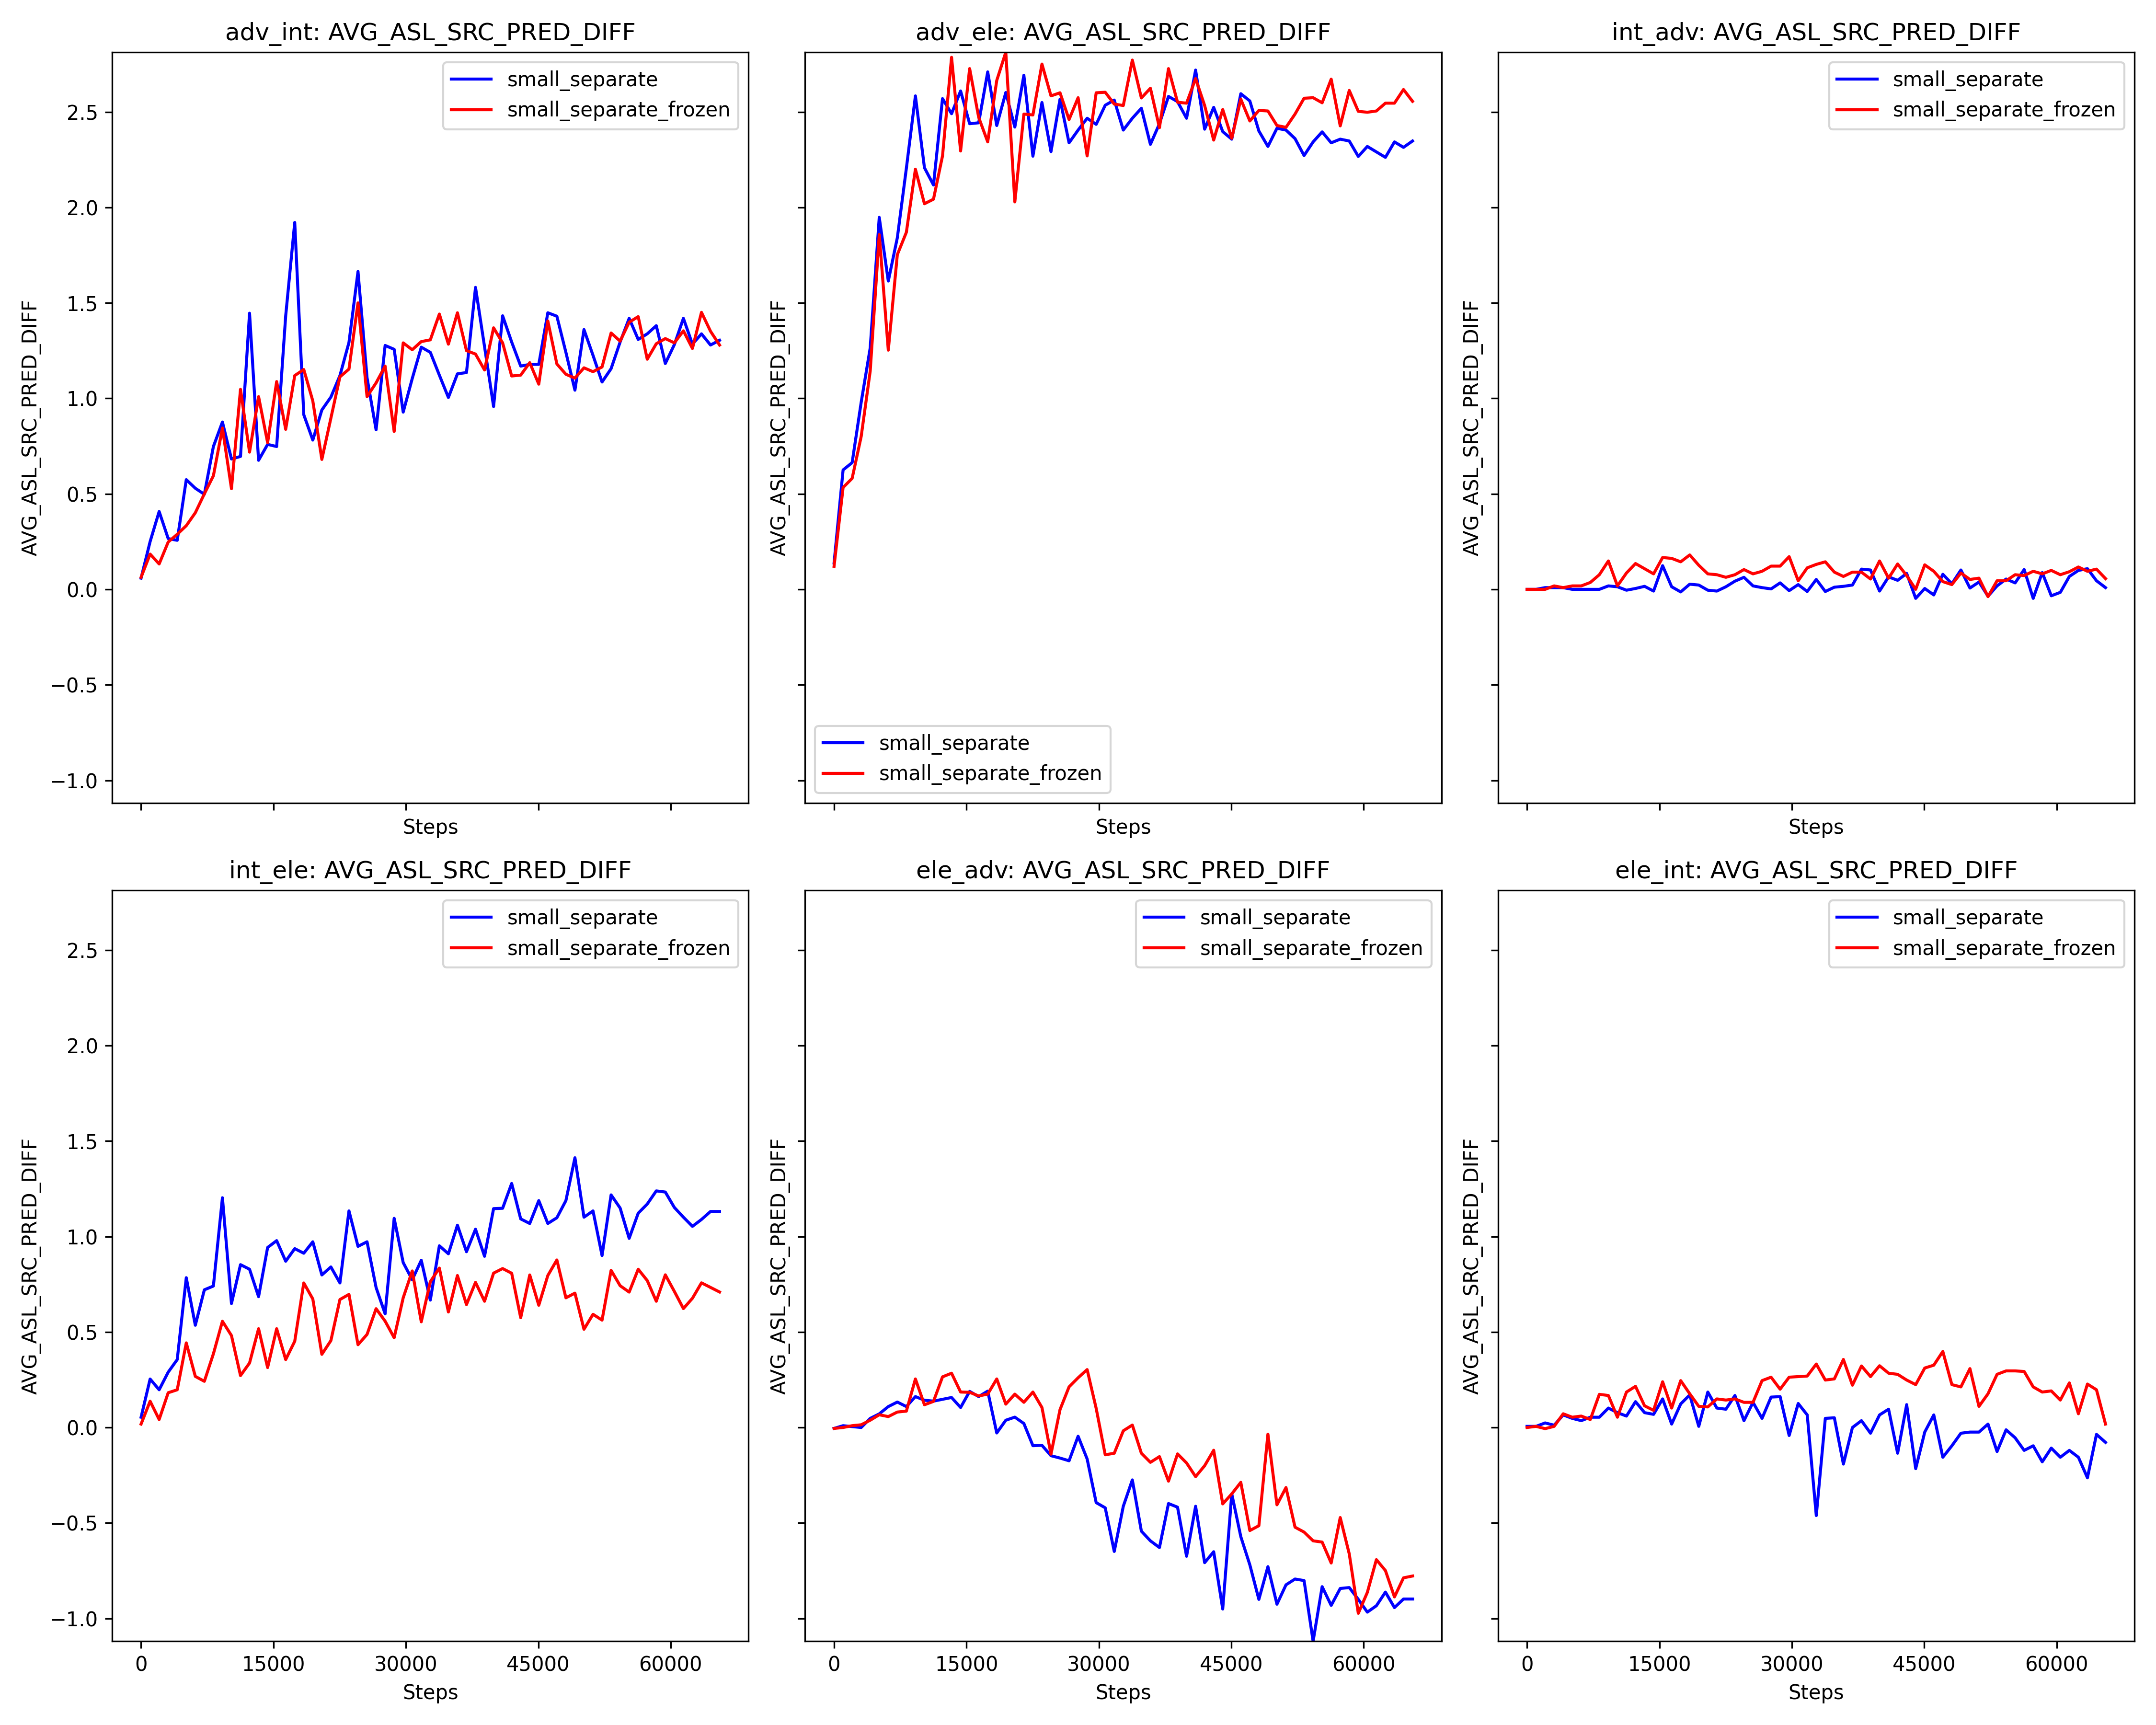 adv_int: AVG_ASL_SRC_PRED_DIFF
AVG_ASL_SRC_PRED_DIFF
2.5
2.0
1.5
1.0
0.5
0.0
−0.5
−1.0
small_separate
small_separate_frozen
Steps
adv_ele: AVG_ASL_SRC_PRED_DIFF
AVG_ASL_SRC_PRED_DIFF
small_separate
small_separate_frozen
Steps
int_adv: AVG_ASL_SRC_PRED_DIFF
AVG_ASL_SRC_PRED_DIFF
small_separate
small_separate_frozen
Steps
int_ele: AVG_ASL_SRC_PRED_DIFF
AVG_ASL_SRC_PRED_DIFF
2.5
2.0
1.5
1.0
0.5
0.0
−0.5
−1.0
small_separate
small_separate_frozen
0 15000 30000 45000 60000
Steps
ele_adv: AVG_ASL_SRC_PRED_DIFF
AVG_ASL_SRC_PRED_DIFF
small_separate
small_separate_frozen
0 15000 30000 45000 60000
Steps
ele_int: AVG_ASL_SRC_PRED_DIFF
AVG_ASL_SRC_PRED_DIFF
small_separate
small_separate_frozen
0 15000 30000 45000 60000
Steps